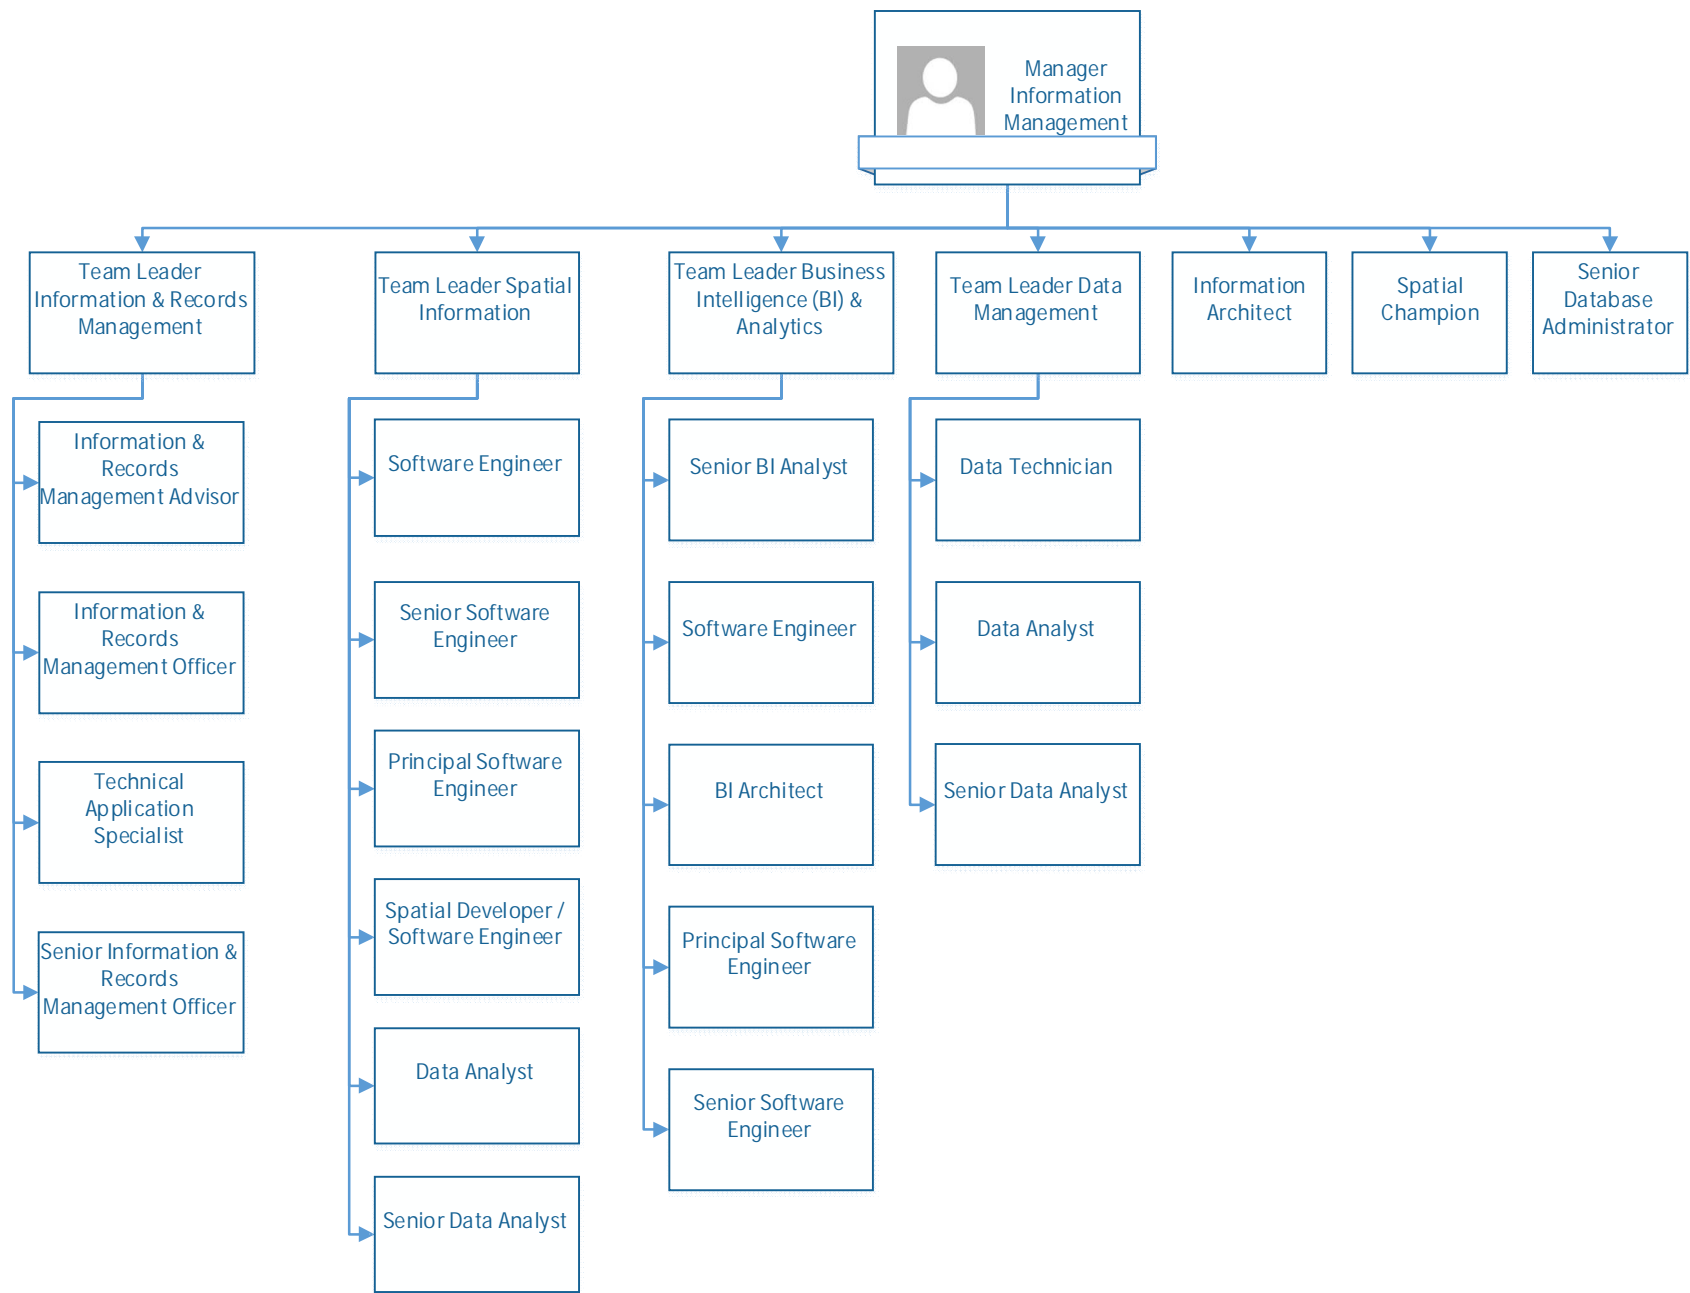 Manager
Information
Management
Team Leader
Information & Records
Management
Team Leader Spatial
Information
Team Leader Business
Intelligence (BI) &
Analytics
Team Leader Data
Management
Information
Architect
Spatial
Champion
Senior
Database
Administrator
Information &
Records
Management Advisor
Information &
Records
Management Officer
Technical
Application
Specialist
Senior Information &
Records
Management Officer
Software Engineer
Senior Software
Engineer
Principal Software
Engineer
Spatial Developer /
Software Engineer
Data Analyst
Senior Data Analyst
Senior BI Analyst
Software Engineer
BI Architect
Principal Software
Engineer
Senior Software
Engineer
Data Technician
Data Analyst
Senior Data Analyst